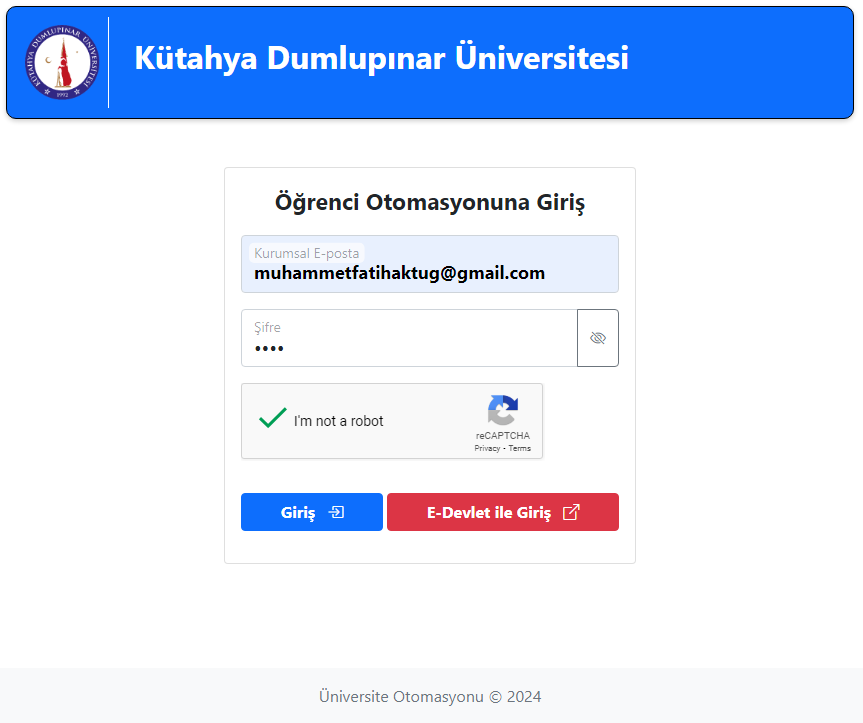 KÜTAHYA DUMLUPINAR ÜNİVERSİTESİ
1992
Kütahya Dumlupınar Üniversitesi
Öğrenci Otomasyonuna Giriş
Kurumsal E-posta
muhammetfatihaktug@gmail.com
Şifre
••••
I'm not a robot
reCAPTCHA
Privacy - Terms
Giriş
E-Devlet ile Giriş
Üniversite Otomasyonu © 2024